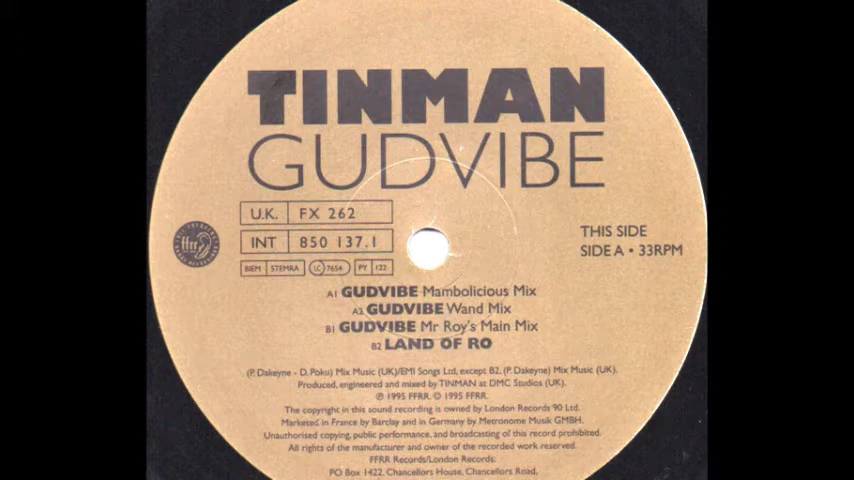 TINMAN
GUDVIBE
U.K. FX 262
INT 850 137.1
BIEM STEMRA LC 7654 PY 122
ffrr
THIS SIDE
SIDE A • 33RPM
A1 GUDVIBE Mambolicious Mix
A2 GUDVIBE Wand Mix
B1 GUDVIBE Mr Roy's Main Mix
B2 LAND OF RO
(P. Dakeyne - D. Poku) Mix Music (UK)/EMI Songs Ltd, except B2, (P. Dakeyne) Mix Music (UK).
Produced, engineered and mixed by TINMAN at DMC Studios (UK).
℗ 1995 FFRR. © 1995 FFRR.
The copyright in this sound recording is owned by London Records 90 Ltd.
Marketed in France by Barclay and in Germany by Metronome Musik GMBH.
Unauthorised copying, public performance, and broadcasting of this record prohibited.
All rights of the manufacturer and owner of the recorded work reserved.
FFRR Records/London Records.
PO Box 1422, Chancellors House, Chancellors Road,